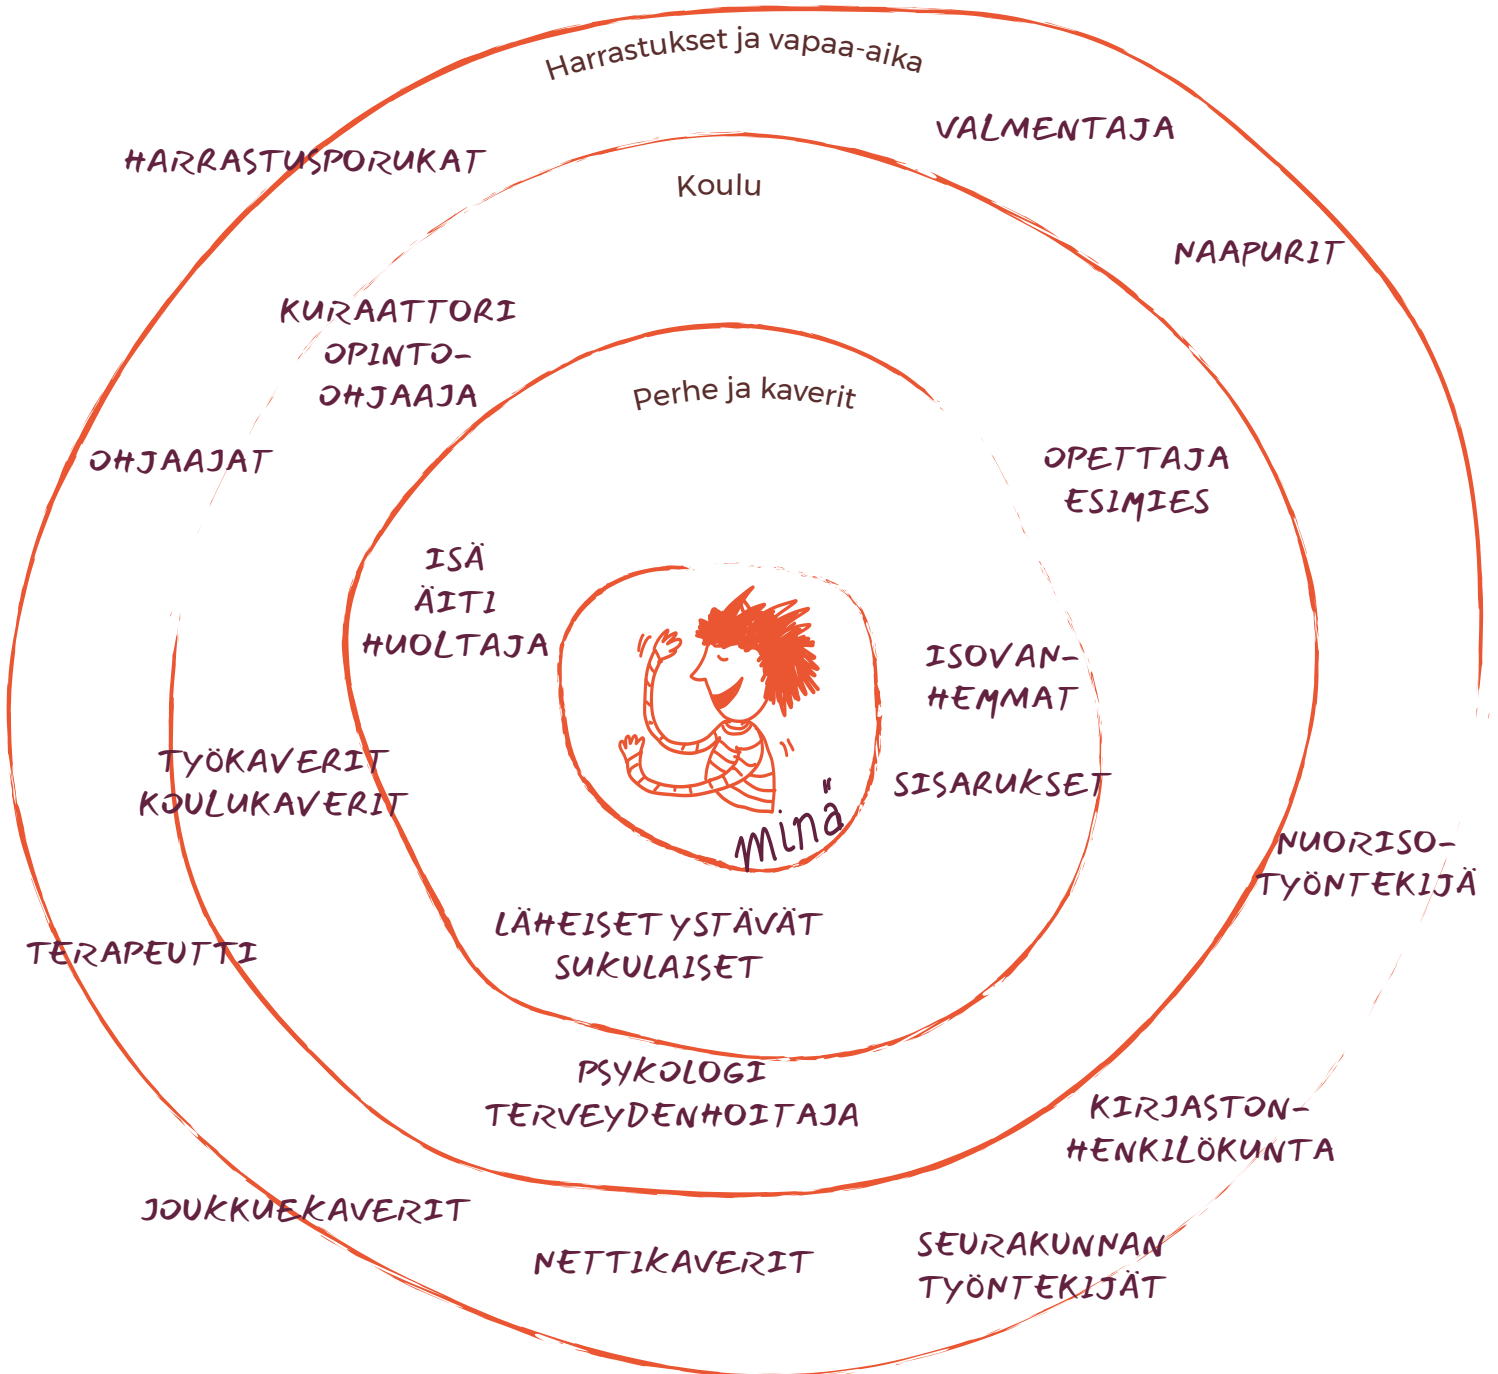 Harrastukset ja vapaa-aika
VALMENTAJA
HARRASTUSPORUKAT
Koulu
NAAPURIT
KURAATTORI
OPINTO-
OHJAAJA
Perhe ja kaverit
OHJAAJAT
OPETTAJA
ESIMIES
ISÄ
ÄITI
HUOLTAJA
ISOVAN-
HEMMAT
TYÖKAVERIT
KOULUKAVERIT
SISARUKSET
minä
NUORISO-
TYÖNTEKIJÄ
LÄHEISET YSTÄVÄT
SUKULAISET
TERAPEUTTI
PSYKOLOGI
TERVEYDENHOITAJA
KIRJASTON-
HENKILÖKUNTA
JOUKKUEKAVERIT
NETTIKAVERIT
SEURAKUNNAN
TYÖNTEKIJÄT